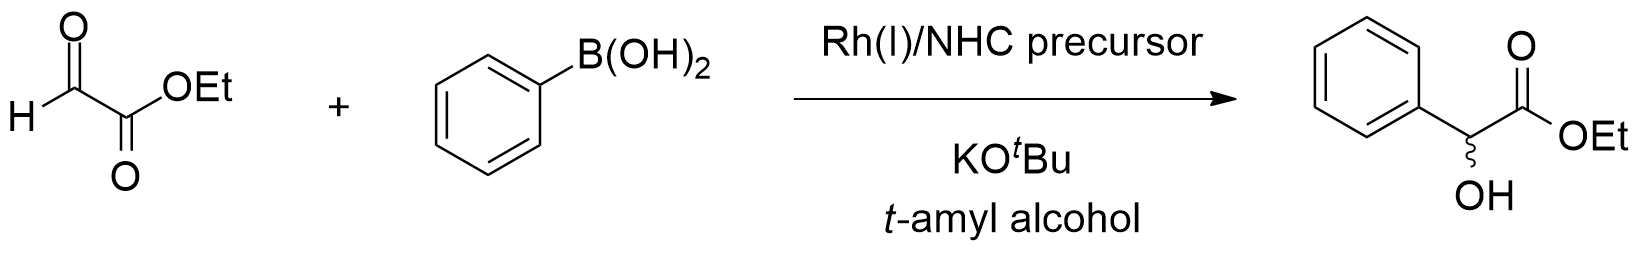 O
H
OEt
O
+
B(OH)₂
Rh(I)/NHC precursor
KOᵗBu
t-amyl alcohol
O
OEt
OH